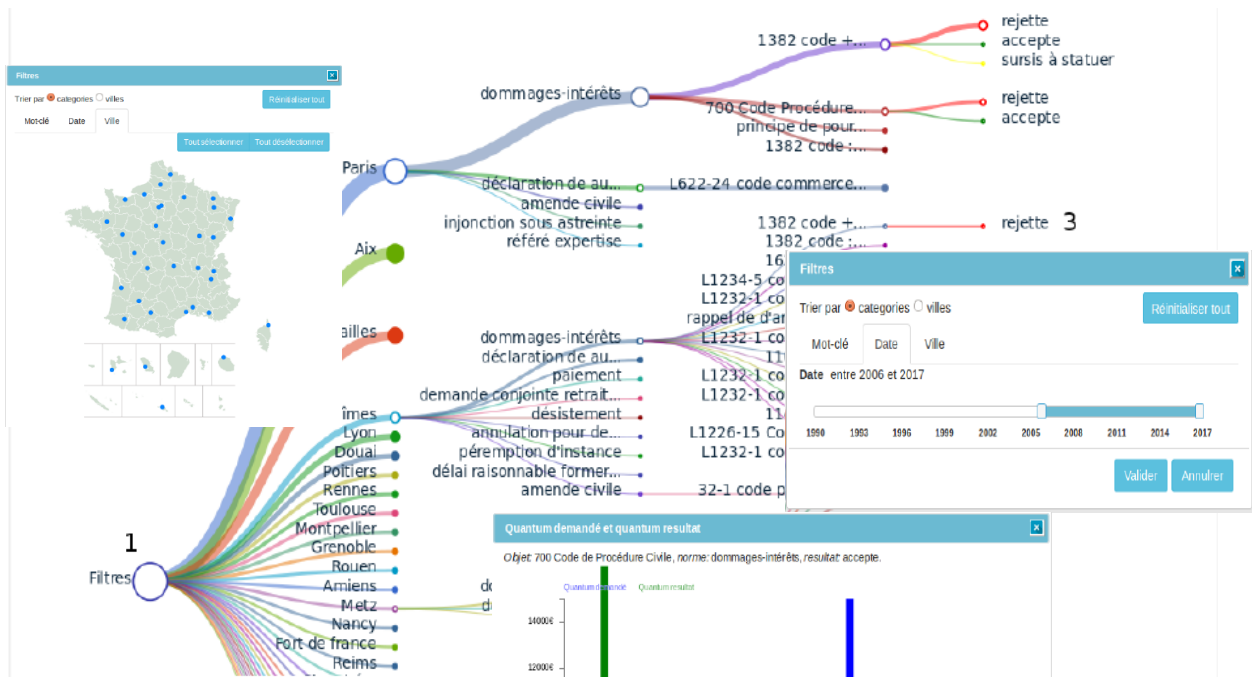 Filtres
Trier par categories villes
Réinitialiser tout
Mot-clé Date Ville
Tout sélectionner Tout désélectionner
1
Filtres
Paris
Aix
ailles
îmes
Lyon
Douai
Poitiers
Rennes
Toulouse
Montpellier
Grenoble
Rouen
Amiens
Metz
Nancy
Fort de france
Reims
dommages-intérêts
déclaration de au...
amende civile
injonction sous astreinte
référé expertise
dommages-intérêts
déclaration de au...
paiement
demande conjointe retrait...
désistement
annulation pour de...
péremption d'instance
délai raisonnable former...
amende civile
1382 code +...
700 Code Procédure...
principe de pour...
1382 code :...
L622-24 code commerce...
1382 code +...
1382 code :...
16
L1234-5 co
L1232-1 co
rappel de d'ar
L1232-1 co
11
L1232-1 co
L1232-1 co
11
L1226-15 Co
L1232-1 co
32-1 code p
rejette
accepte
sursis à statuer
rejette
accepte
rejette 3
Filtres
Trier par categories villes
Réinitialiser tout
Mot-clé Date Ville
Date entre 2006 et 2017
1990 1993 1996 1999 2002 2005 2008 2011 2014 2017
Valider Annulrer
Quantum demandé et quantum resultat
Objet: 700 Code de Procédure Civile, norme: dommages-intérêts, resultat: accepte.
Quantum demandé Quantum resultat
14000€
12000€